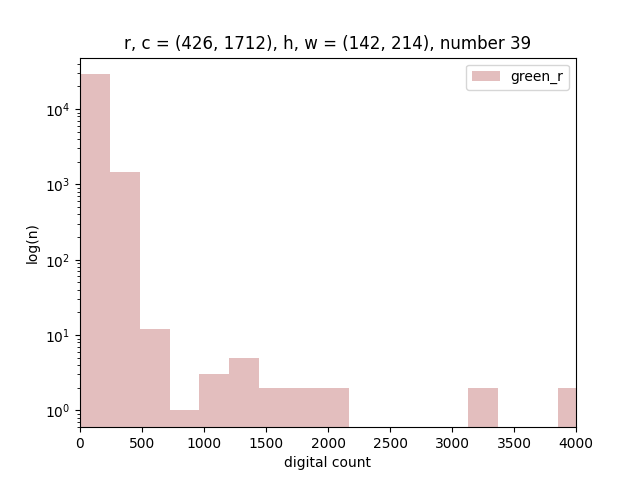 r, c = (426, 1712), h, w = (142, 214), number 39
green_r
log(n)
10⁴
10³
10²
10¹
10⁰
0 500 1000 1500 2000 2500 3000 3500 4000
digital count